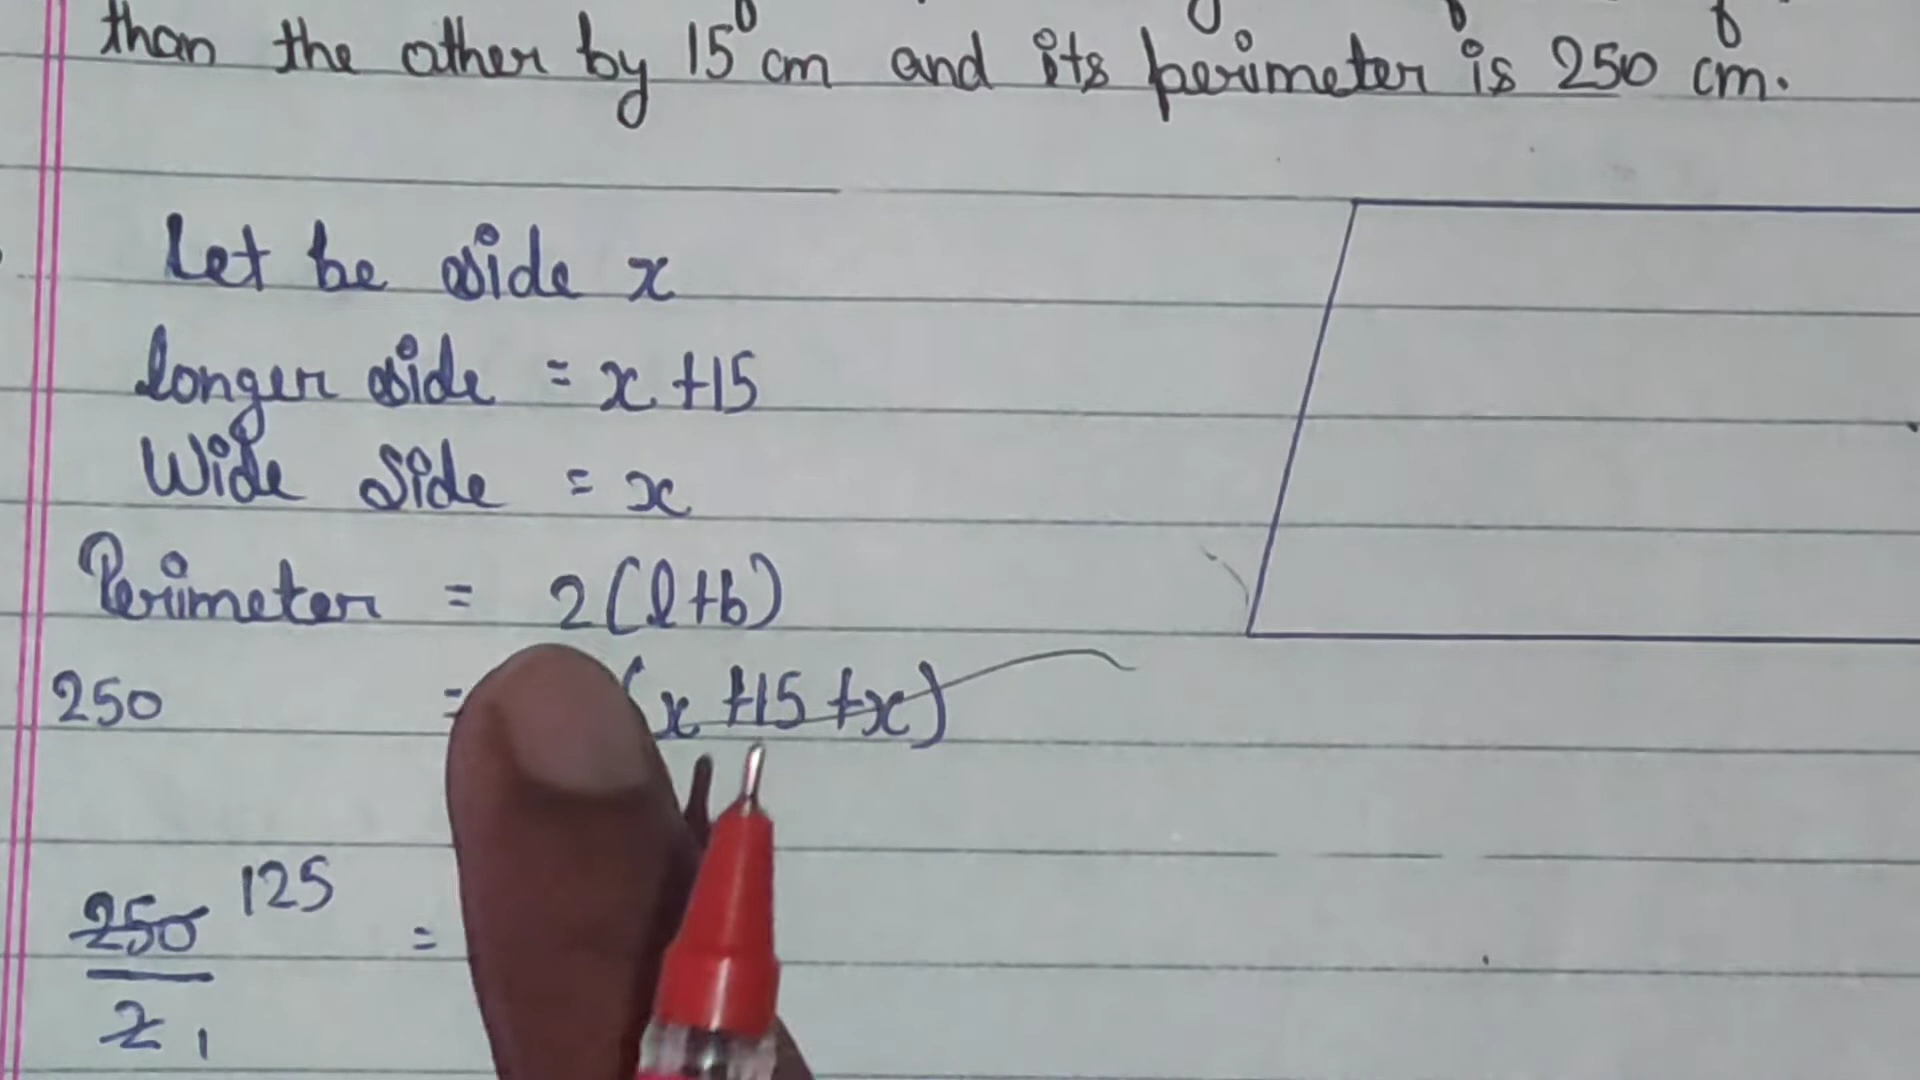 than the other by 15 cm and its perimeter is 250 cm.
Let be side x
longer side = x +15
Wide side = x
Perimeter = 2(l+b)
250 = (x +15 +x)
250 125 =
2 1